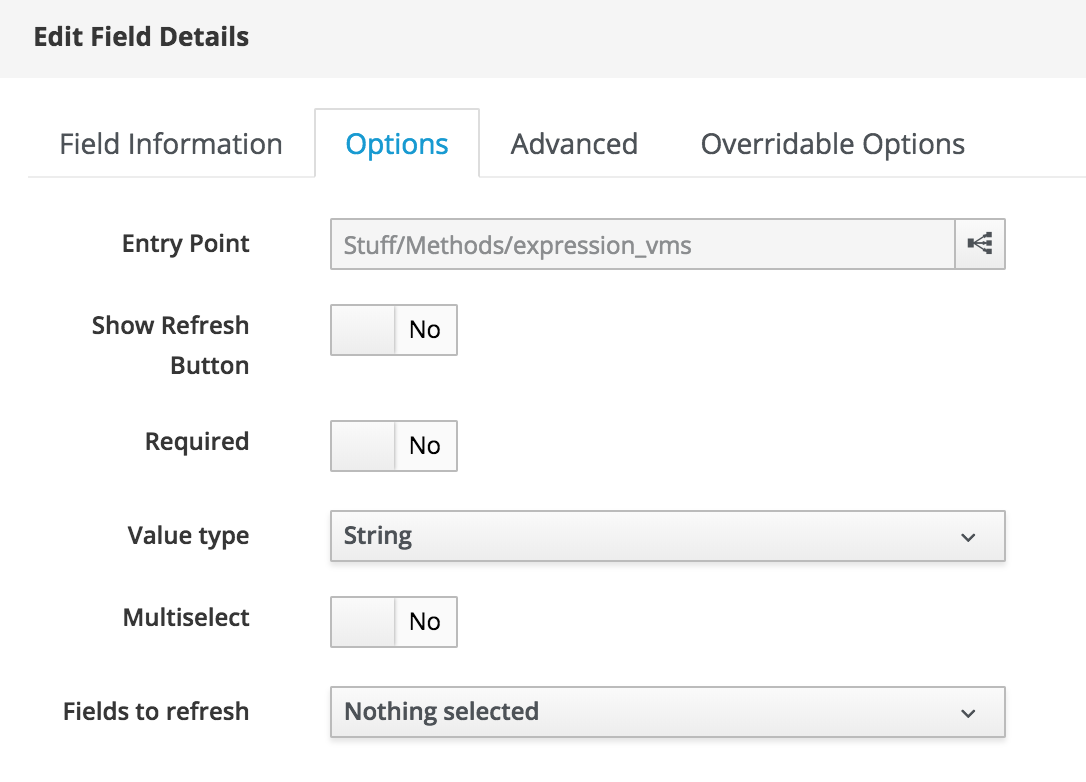 Edit Field Details
Field Information Options Advanced Overridable Options
Entry Point Stuff/Methods/expression_vms
Show Refresh
Button No
Required No
Value type String
Multiselect No
Fields to refresh Nothing selected